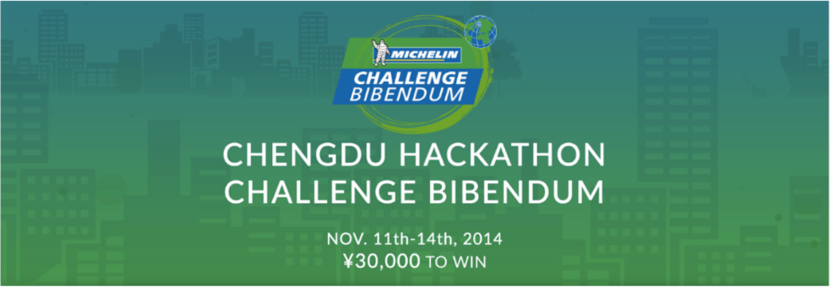 MICHELIN
CHALLENGE
BIBENDUM
CHENGDU HACKATHON
CHALLENGE BIBENDUM
NOV. 11th-14th, 2014
¥30,000 TO WIN